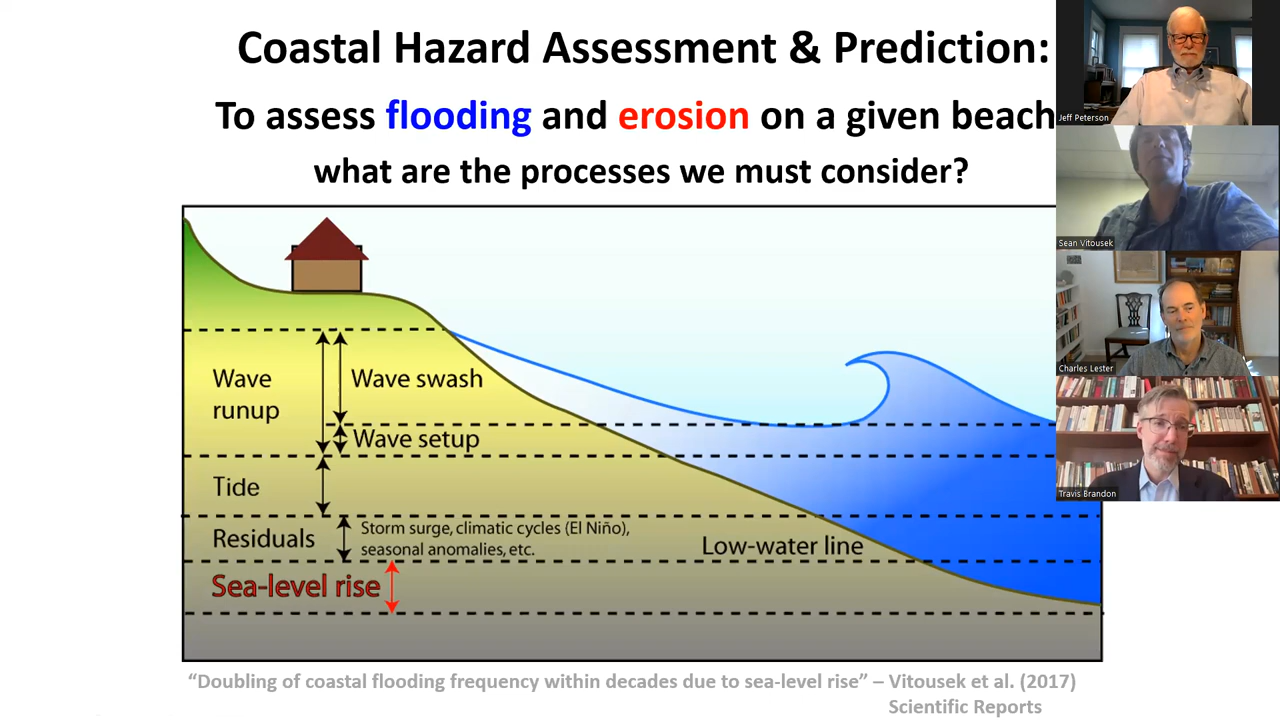 Coastal Hazard Assessment & Prediction:
To assess flooding and erosion on a given beach
what are the processes we must consider?
Jeff Peterson
Sean Vitousek
Charles Lester
Travis Brandon
Wave
runup
Wave swash
Wave setup
Tide
Residuals
Storm surge, climatic cycles (El Niño),
seasonal anomalies, etc.
Low-water line
Sea-level rise
“Doubling of coastal flooding frequency within decades due to sea-level rise” – Vitousek et al. (2017)
Scientific Reports